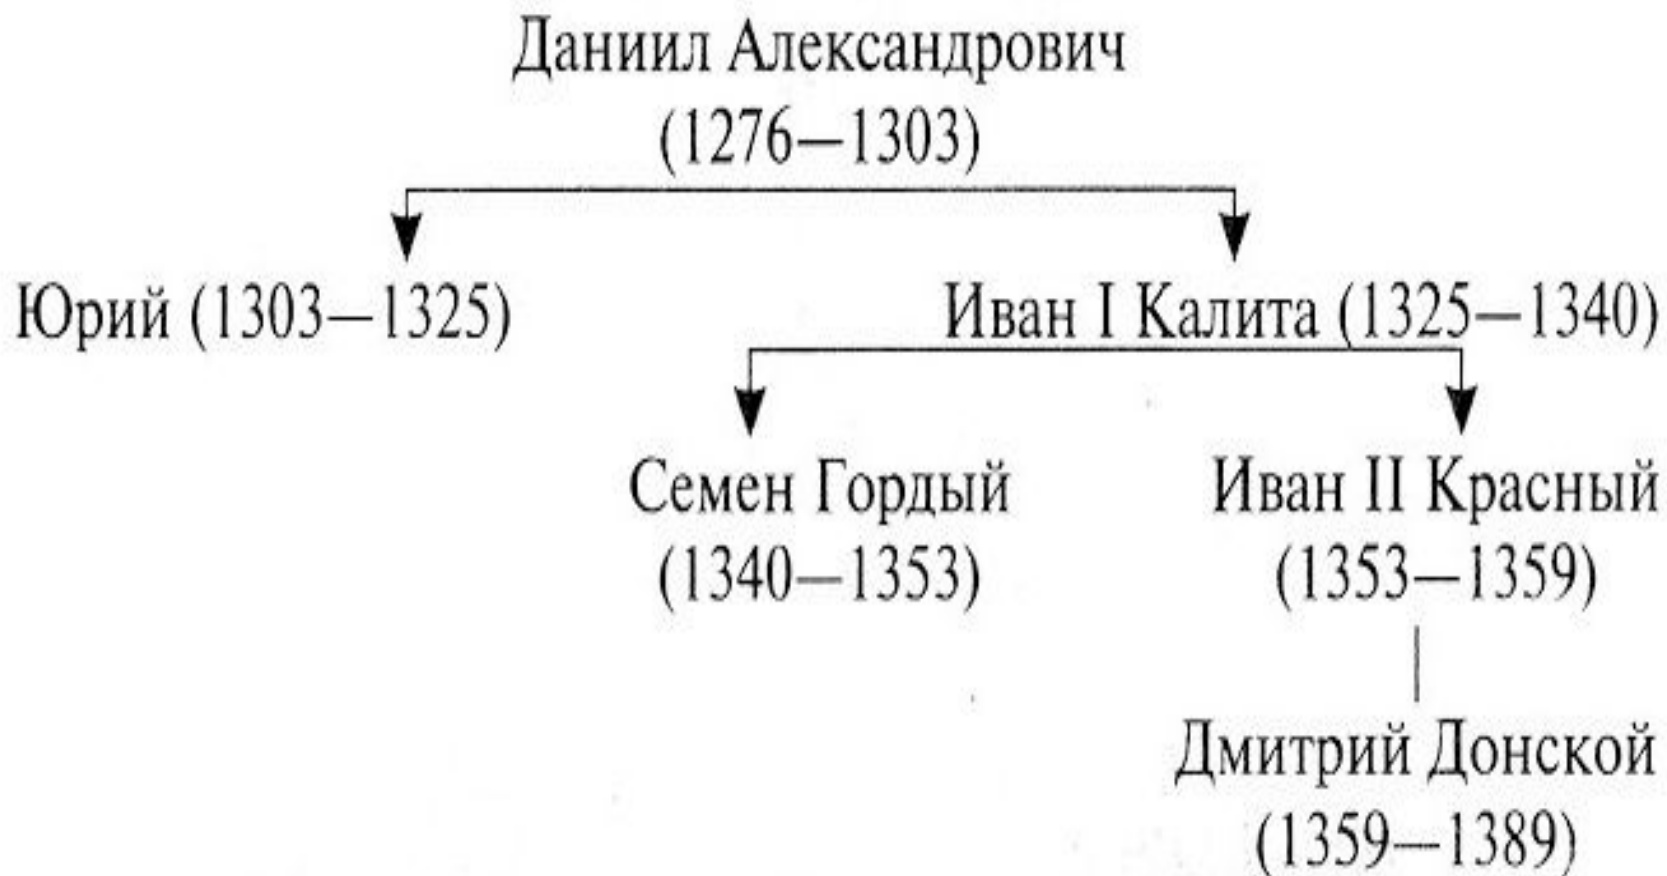 Даниил Александрович
(1276—1303)
Юрий (1303—1325)
Иван I Калита (1325—1340)
Семен Гордый
(1340—1353)
Иван II Красный
(1353—1359)
Дмитрий Донской
(1359—1389)